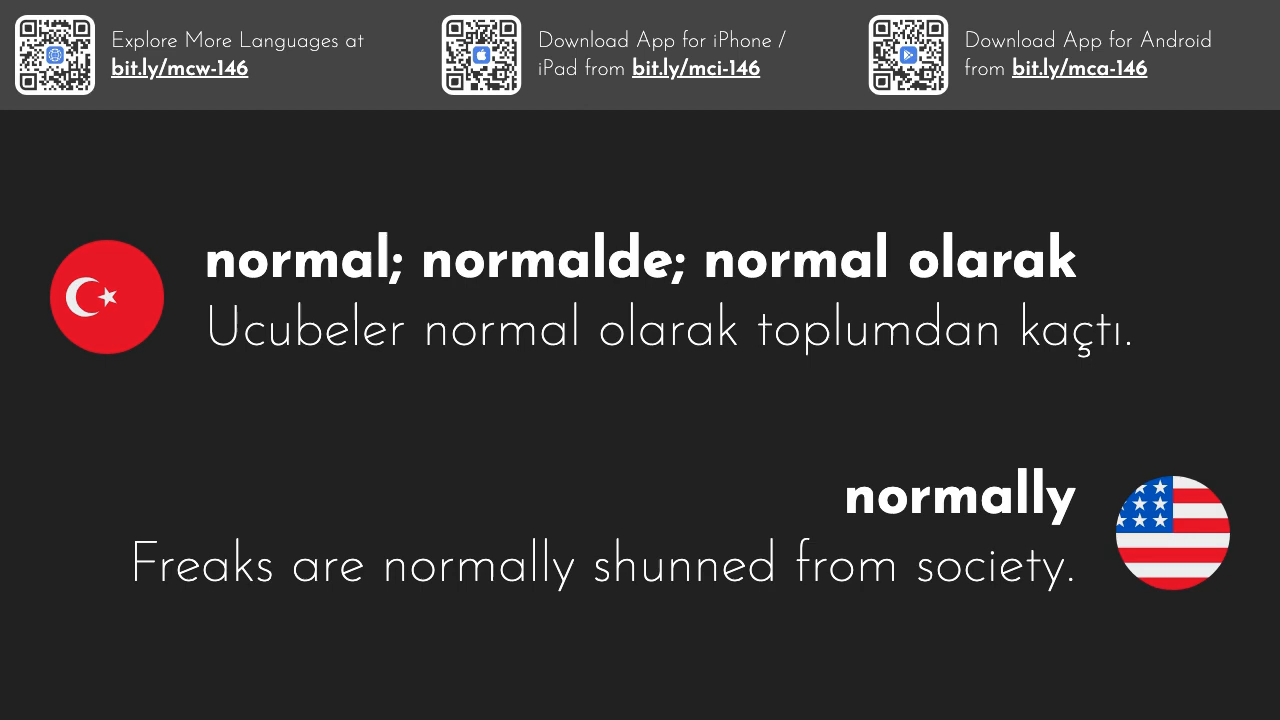 Explore More Languages at
bit.ly/mcw-146
Download App for iPhone /
iPad from bit.ly/mci-146
Download App for Android
from bit.ly/mca-146
normal; normalde; normal olarak
Ucubeler normal olarak toplumdan kaçtı.
normally
Freaks are normally shunned from society.